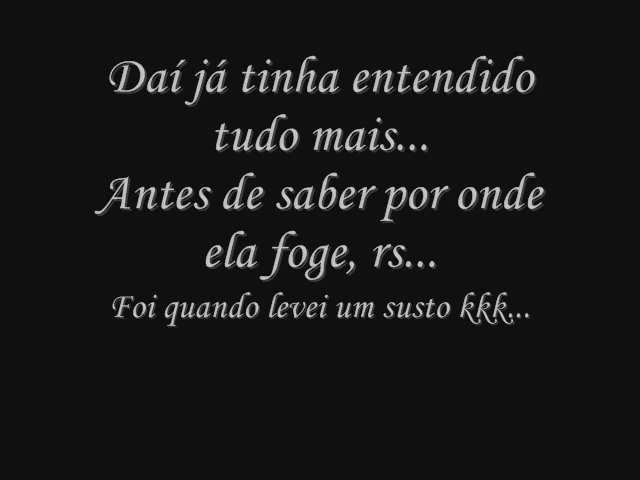 Daí já tinha entendido
tudo mais...
Antes de saber por onde
ela foge, rs...
Foi quando levei um susto kkk...